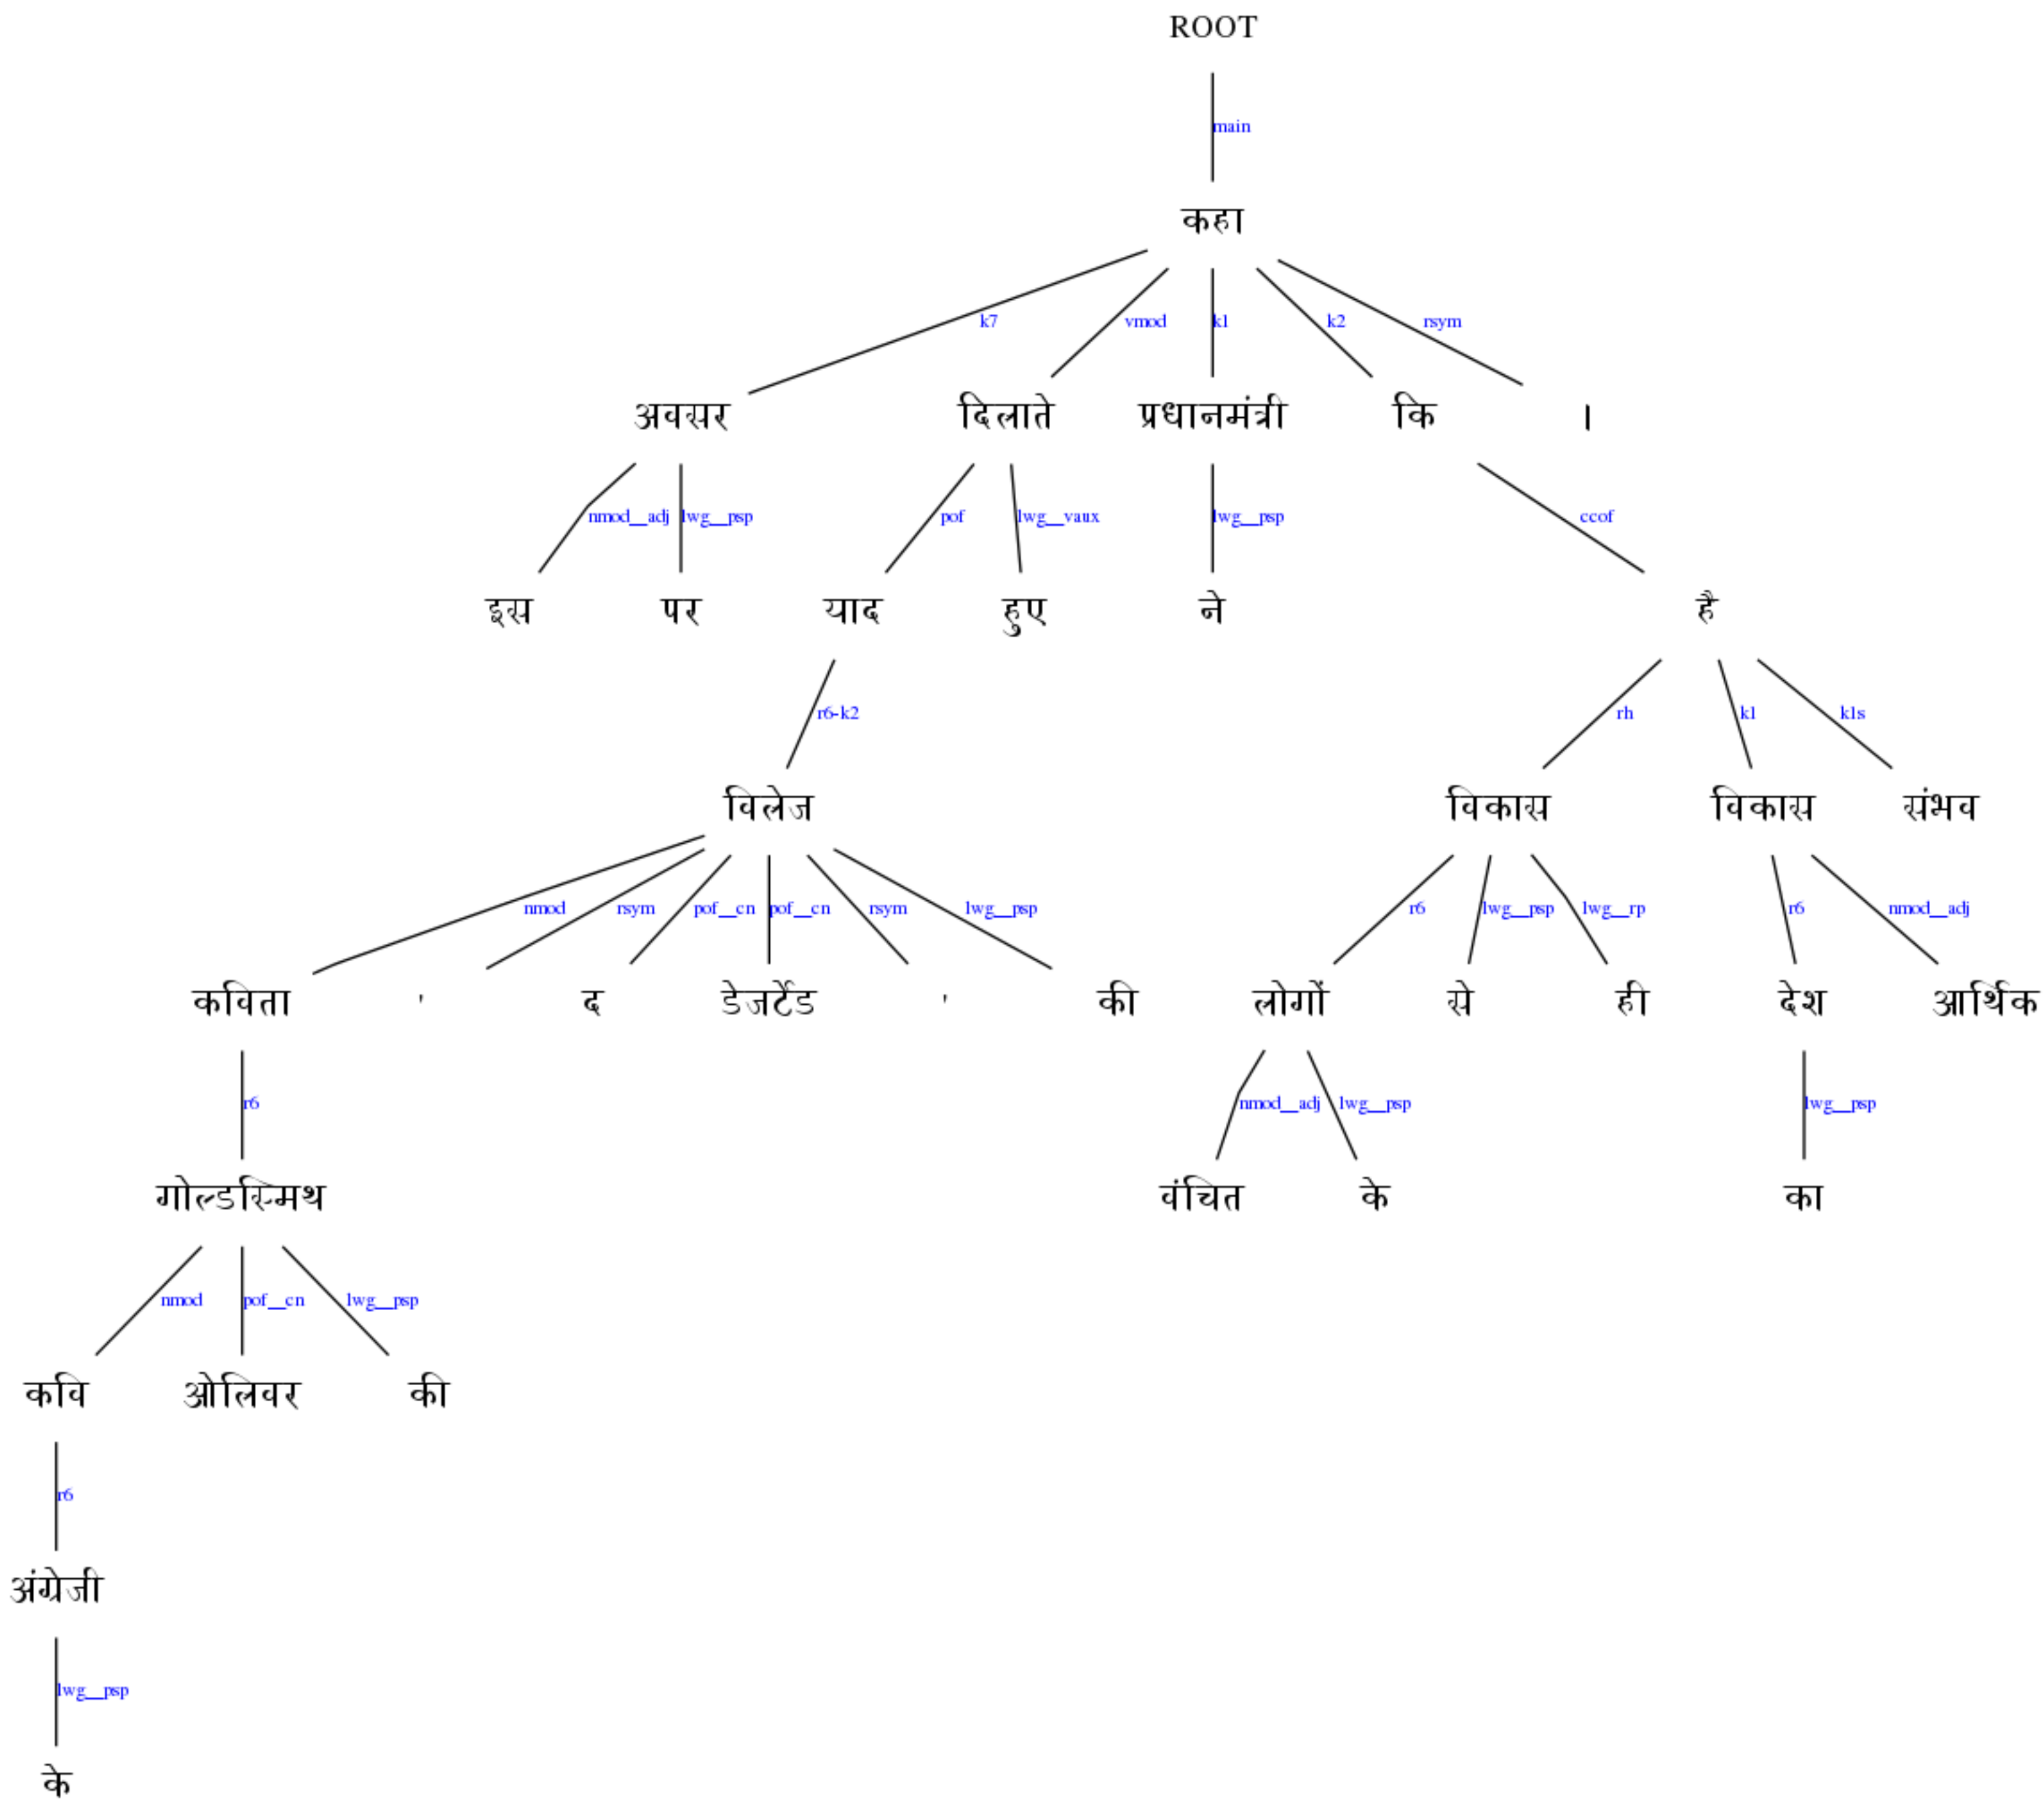 ROOT
main
कहा
k7 vmod k1 k2 rsym
अवसर दिलाते प्रधानमंत्री कि ।
nmod__adj lwg__psp pof lwg__vaux lwg__psp ccof
इस पर याद हुए ने है
r6-k2 rh k1 k1s
विलेज विकास विकास संभव
nmod rsym pof__cn pof__cn rsym lwg__psp r6 lwg__psp lwg__rp r6 nmod__adj
कविता ' द डेजर्टेड ' की लोगों से ही देश आर्थिक
r6 nmod__adj lwg__psp lwg__psp
गोल्डस्मिथ वंचित के का
nmod pof__cn lwg__psp
कवि ओलिवर की
r6
अंग्रेजी
lwg__psp
के